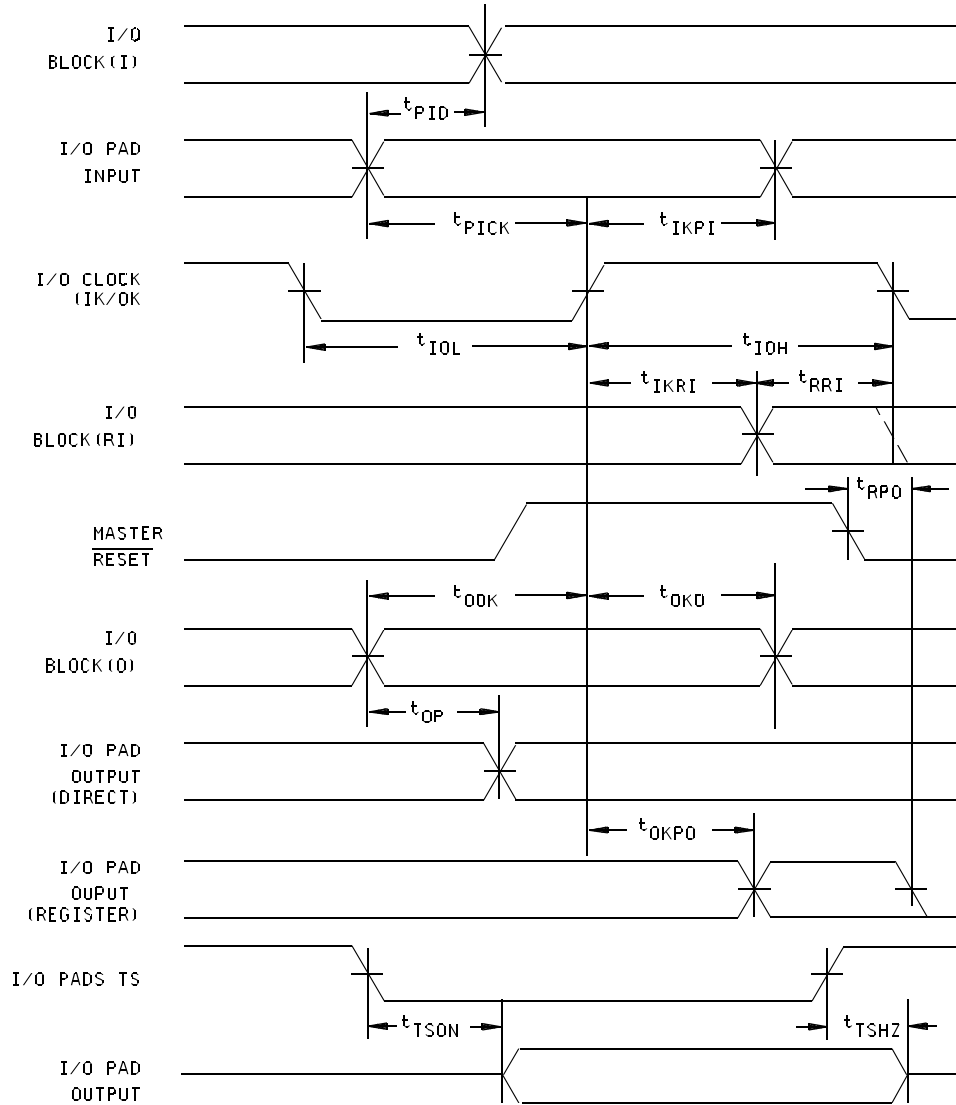 I/O
BLOCK(I)
tPID
I/O PAD
INPUT
tPICK
tIKPI
I/O CLOCK
(IK/OK
tIOL
tIOH
tIKRI
tRRI
I/O
BLOCK(RI)
tRPO
MASTER
RESET
tOOK
tOKO
I/O
BLOCK(O)
tOP
I/O PAD
OUTPUT
(DIRECT)
tOKPO
I/O PAD
OUPUT
(REGISTER)
I/O PADS TS
tTSON
tTSHZ
I/O PAD
OUTPUT